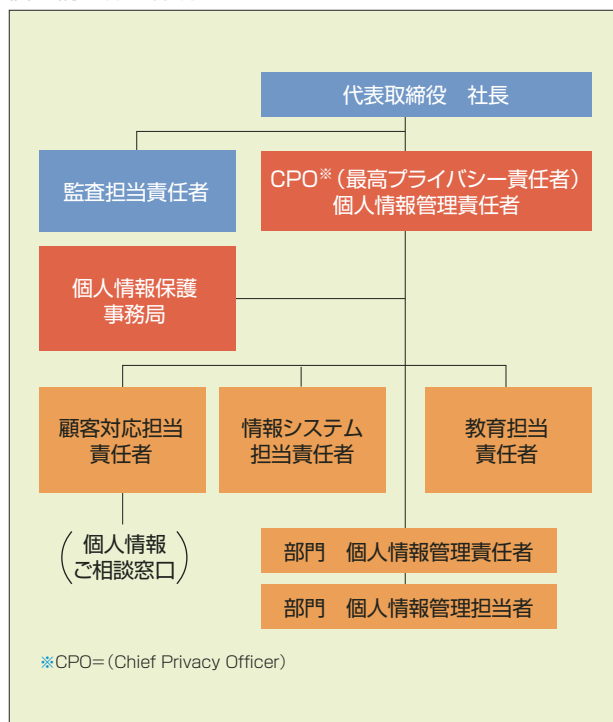 代表取締役　社長
監査担当責任者
CPO※(最高プライバシー責任者)
個人情報管理責任者
個人情報保護
事務局
顧客対応担当
責任者
情報システム
担当責任者
教育担当
責任者
(個人情報
ご相談窓口)
部門　個人情報管理責任者
部門　個人情報管理担当者
※CPO=(Chief Privacy Officer)